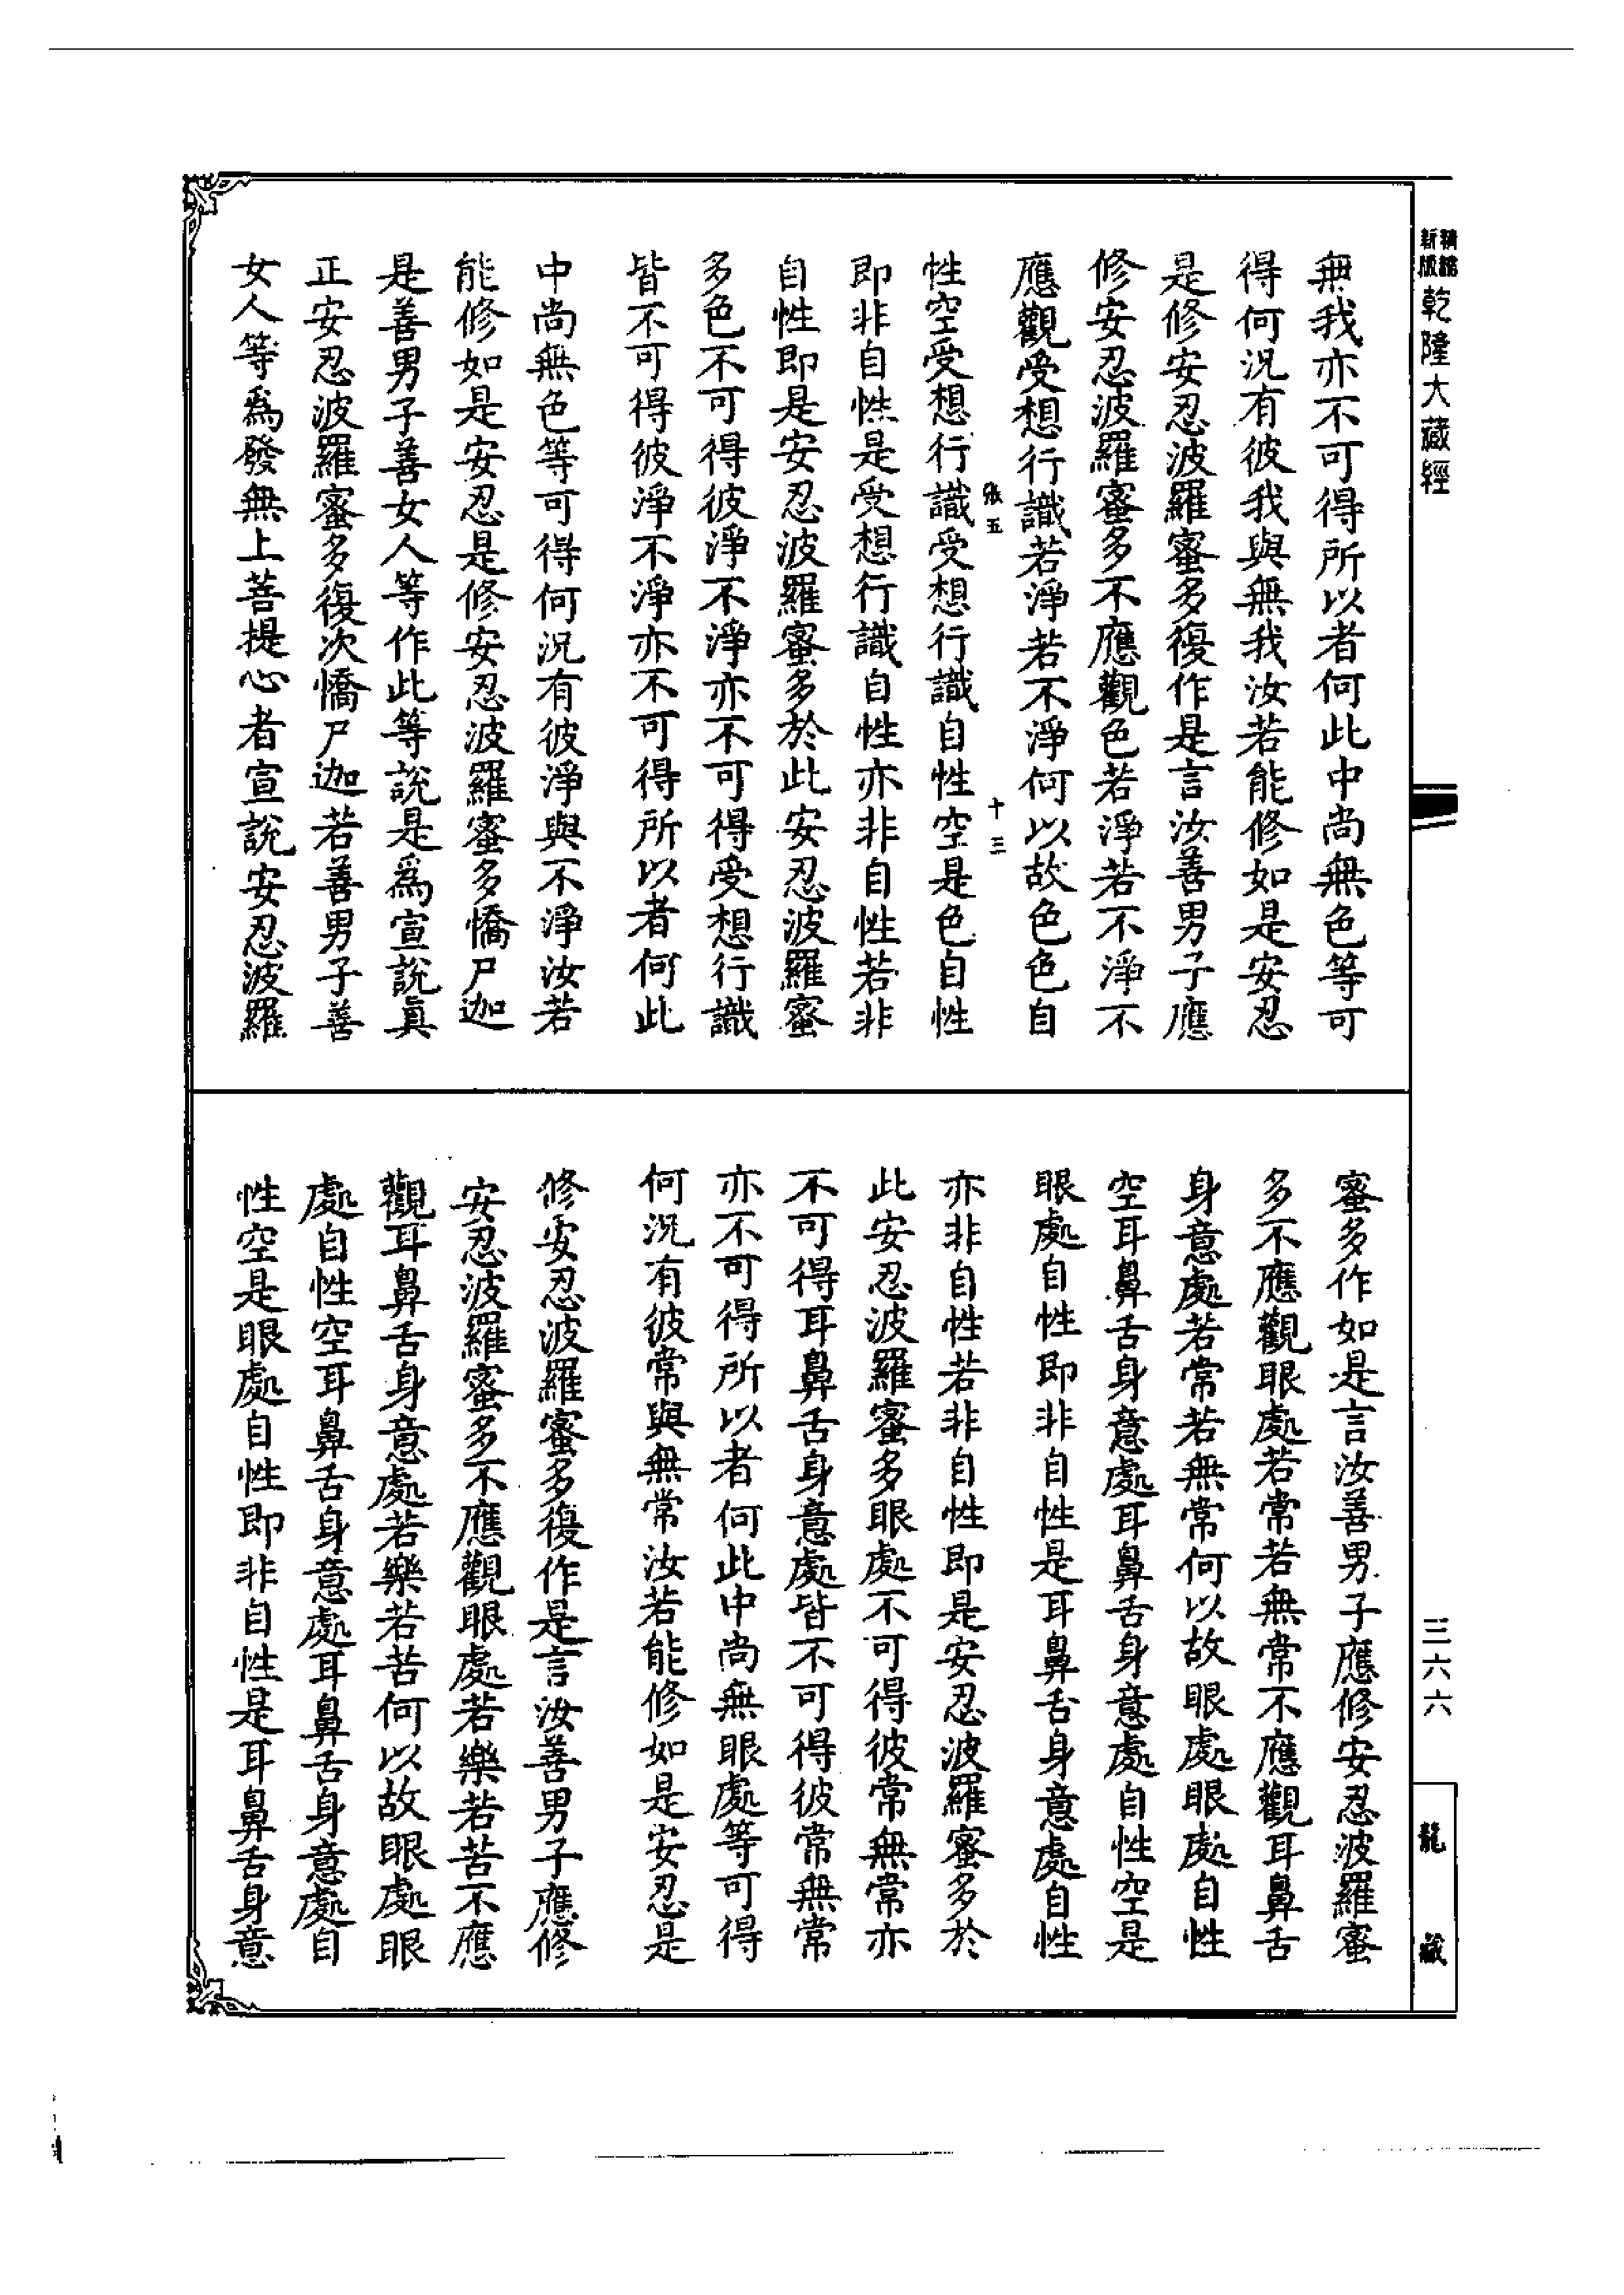 精縮
新版
乾隆大藏經
三六六
龍藏
無我亦不可得所以者何此中尚無色等可
得何況有彼我與無我汝若能修如是安忍
是修安忍波羅蜜多復作是言汝善男子應
修安忍波羅蜜多不應觀色若淨若不淨不
應觀受想行識若淨若不淨何以故色色自
張五
十三
性空受想行識受想行識自性空是色自性
即非自性是受想行識自性亦非自性若非
自性即是安忍波羅蜜多於此安忍波羅蜜
多色不可得彼淨不淨亦不可得受想行識
皆不可得彼淨不淨亦不可得所以者何此
中尚無色等可得何況有彼淨與不淨汝若
能修如是安忍是修安忍波羅蜜多憍尸迦
是善男子善女人等作此等說是為宣說真
正安忍波羅蜜多復次憍尸迦若善男子善
女人等為發無上菩提心者宣說安忍波羅
蜜多作如是言汝善男子應修安忍波羅蜜
多不應觀眼處若常若無常不應觀耳鼻舌
身意處若常若無常何以故眼處眼處自性
空耳鼻舌身意處耳鼻舌身意處自性空是
眼處自性即非自性是耳鼻舌身意處自性
亦非自性若非自性即是安忍波羅蜜多於
此安忍波羅蜜多眼處不可得彼常無常亦
不可得耳鼻舌身意處皆不可得彼常無常
亦不可得所以者何此中尚無眼處等可得
何況有彼常與無常汝若能修如是安忍是
修安忍波羅蜜多復作是言汝善男子應修
安忍波羅蜜多不應觀眼處若樂若苦不應
觀耳鼻舌身意處若樂若苦何以故眼處眼
處自性空耳鼻舌身意處耳鼻舌身意處自
性空是眼處自性即非自性是耳鼻舌身意